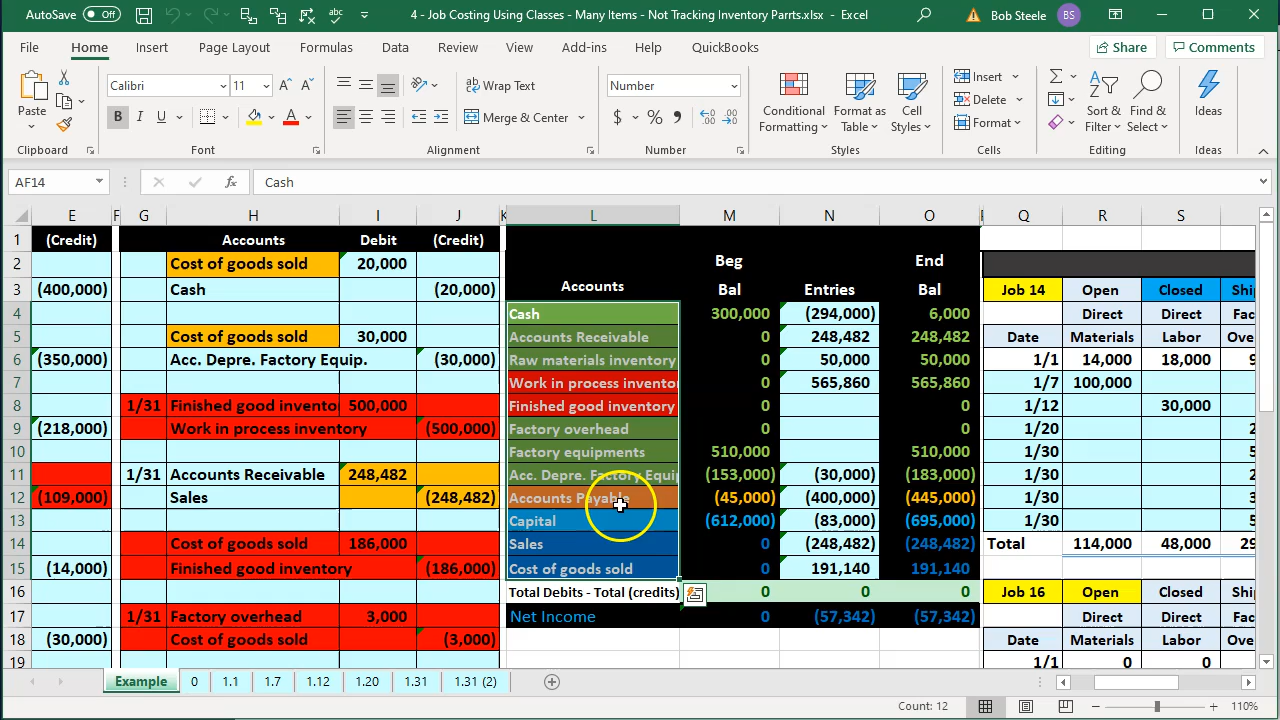 AutoSave Off abc 4 - Job Costing Using Classes - Many Items - Not Tracking Inventory Parrts.xlsx - Excel Bob Steele BS
File Home Insert Draw Page Layout Formulas Data Review View Add-ins Help QuickBooks Share Comments
Paste Calibri 11 A A ab Wrap Text Number Conditional Formatting Format as Table Cell Styles Insert Sort & Filter Find & Select Ideas
B I U A Merge & Center $ % , Delete Format
Clipboard Font Alignment Number Styles Cells Editing Ideas
AF14 fx Cash
E F G H I J K L M N O P Q R S
1 (Credit) Accounts Debit (Credit)
2 Cost of goods sold 20,000 Beg End
3 (400,000) Cash (20,000) Accounts Bal Entries Bal Job 14 Open Closed Ship
4 Cash 300,000 (294,000) 6,000 Direct Direct Fac
5 Cost of goods sold 30,000 Accounts Receivable 0 248,482 248,482 Date Materials Labor Ove
6 (350,000) Acc. Depre. Factory Equip. (30,000) Raw materials inventory 0 50,000 50,000 1/1 14,000 18,000 9
7 Work in process invento 0 565,860 565,860 1/7 100,000
8 1/31 Finished good invento 500,000 Finished good inventory 0 0 1/12 30,000
9 (218,000) Work in process inventory (500,000) Factory overhead 0 0 1/20 5
10 Factory equipments 510,000 510,000 1/30 2
11 1/31 Accounts Receivable 248,482 Acc. Depre. Factory Equip (153,000) (30,000) (183,000) 1/30 5
12 (109,000) Sales (248,482) Accounts Payable (45,000) (400,000) (445,000) 1/30 3
13 Capital (612,000) (83,000) (695,000) 1/30 5
14 Cost of goods sold 186,000 Sales 0 (248,482) (248,482) Total 114,000 48,000 29
15 (14,000) Finished good inventory (186,000) Cost of goods sold 0 191,140 191,140
16 Total Debits - Total (credits) 0 0 0 Job 16 Open
17 1/31 Factory overhead 3,000 Net Income 0 (57,342) (57,342) Direct Direct Fac
18 (30,000) Cost of goods sold (3,000) Date Materials Labor Ove
19 1/1 0 0
Example 0 1.1 1.7 1.12 1.20 1.31 1.31 (2)
Count: 12 110%